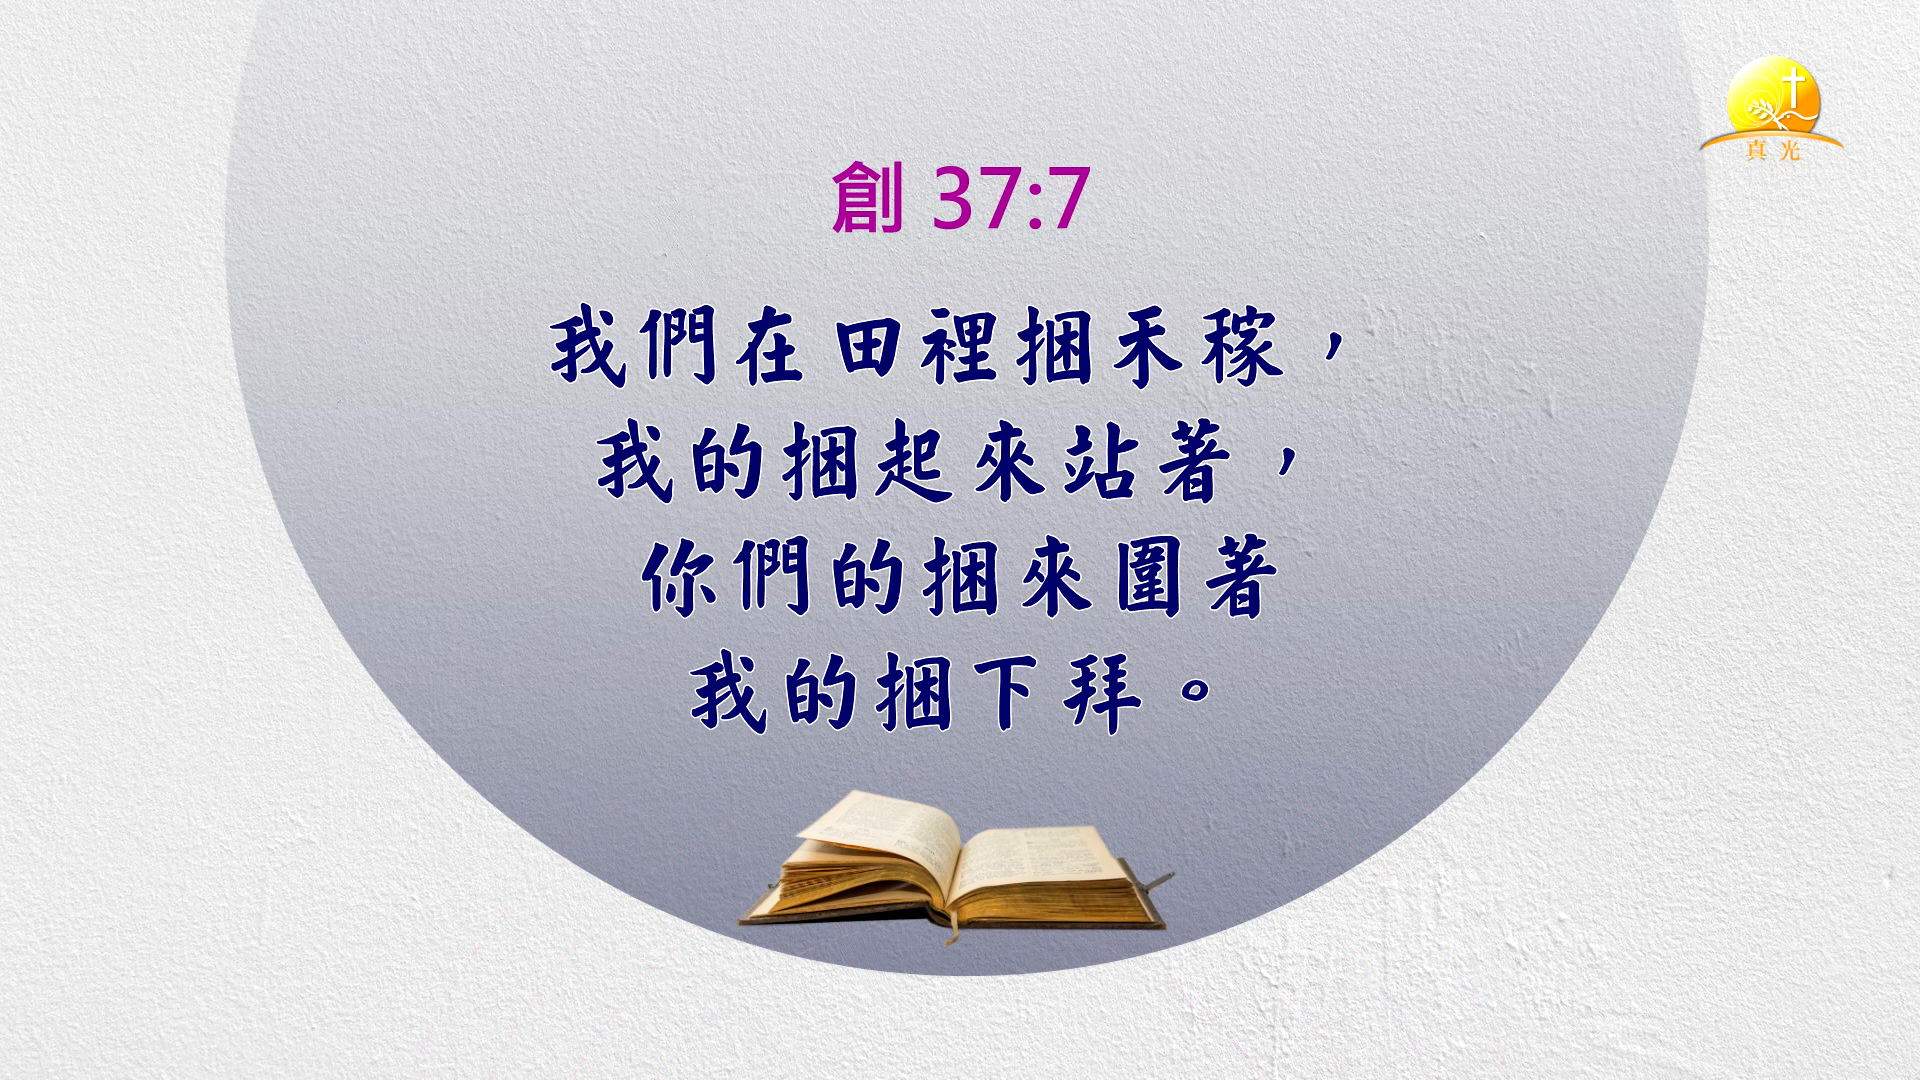 真光
創 37:7
我們在田裡捆禾稼，
我的捆起來站著，
你們的捆來圍著
我的捆下拜。